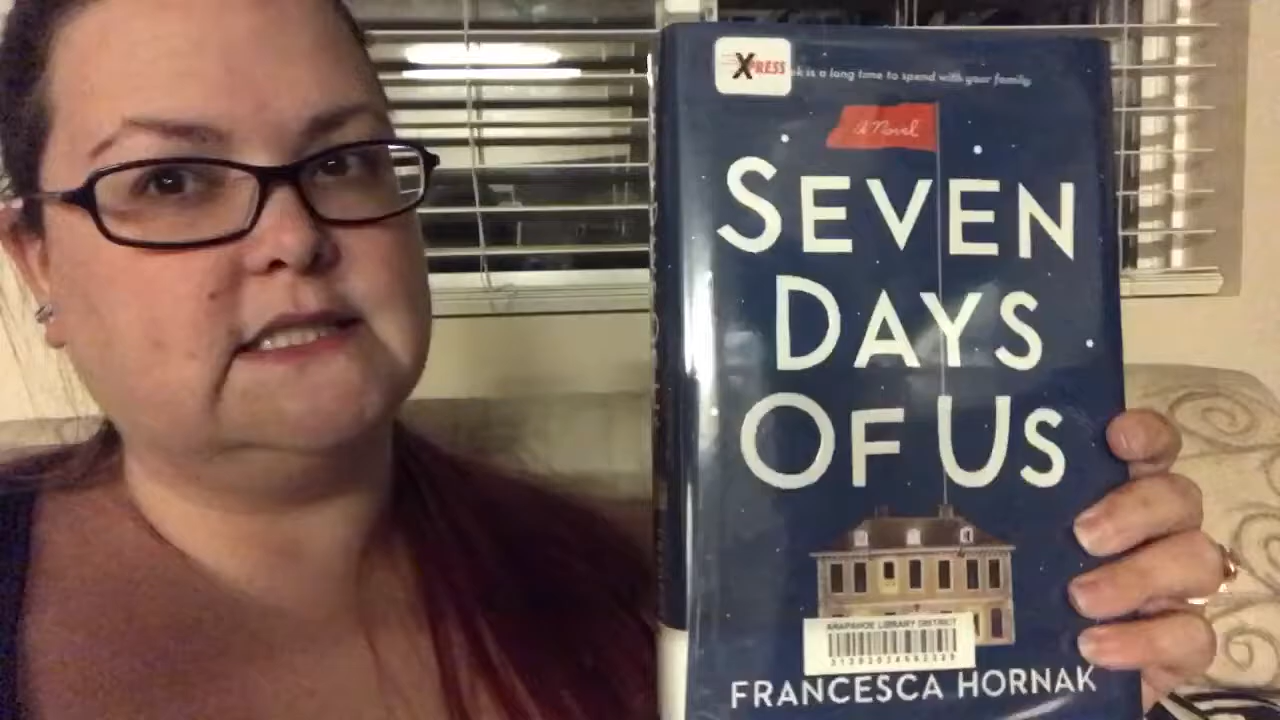 XPRESS
k is a long time to spend with your family.
A Novel
SEVEN
DAYS
OF US
ARAPAHOE LIBRARY DISTRICT
FRANCESCA HORNAK